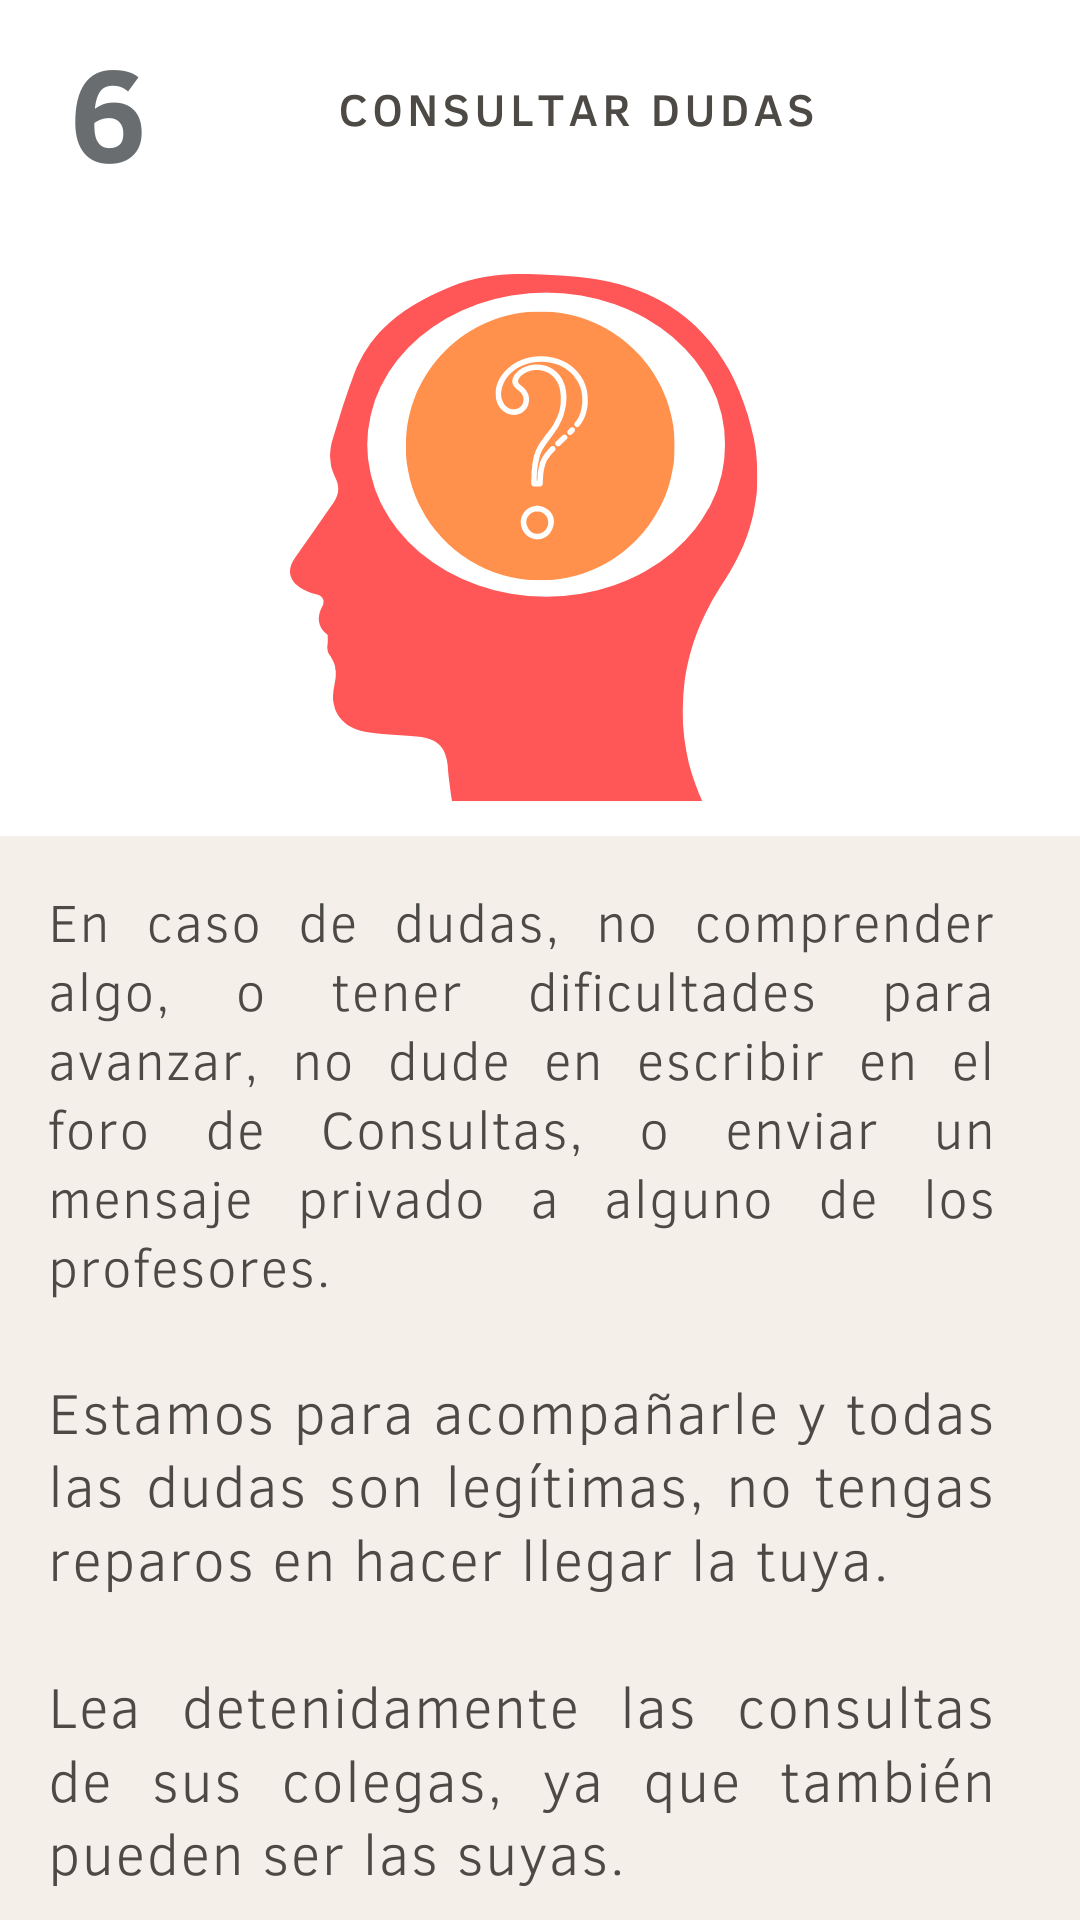 6
CONSULTAR DUDAS
?
En caso de dudas, no comprender
algo, o tener dificultades para
avanzar, no dude en escribir en el
foro de Consultas, o enviar un
mensaje privado a alguno de los
profesores.
Estamos para acompañarle y todas
las dudas son legítimas, no tengas
reparos en hacer llegar la tuya.
Lea detenidamente las consultas
de sus colegas, ya que también
pueden ser las suyas.